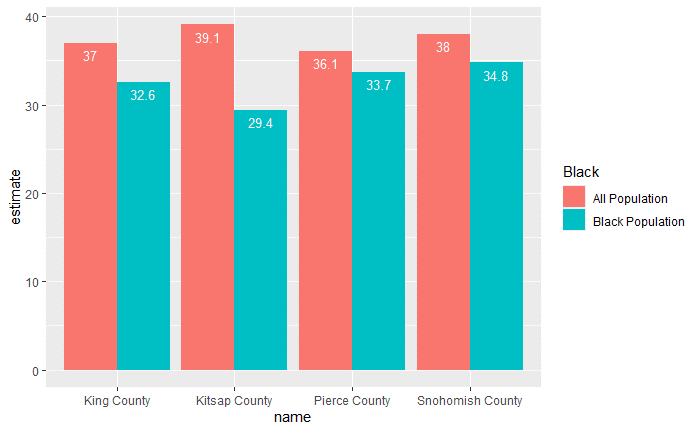 40
30
20
10
0
estimate
37
32.6
39.1
29.4
36.1
33.7
38
34.8
King County
Kitsap County
Pierce County
Snohomish County
name
Black
All Population
Black Population